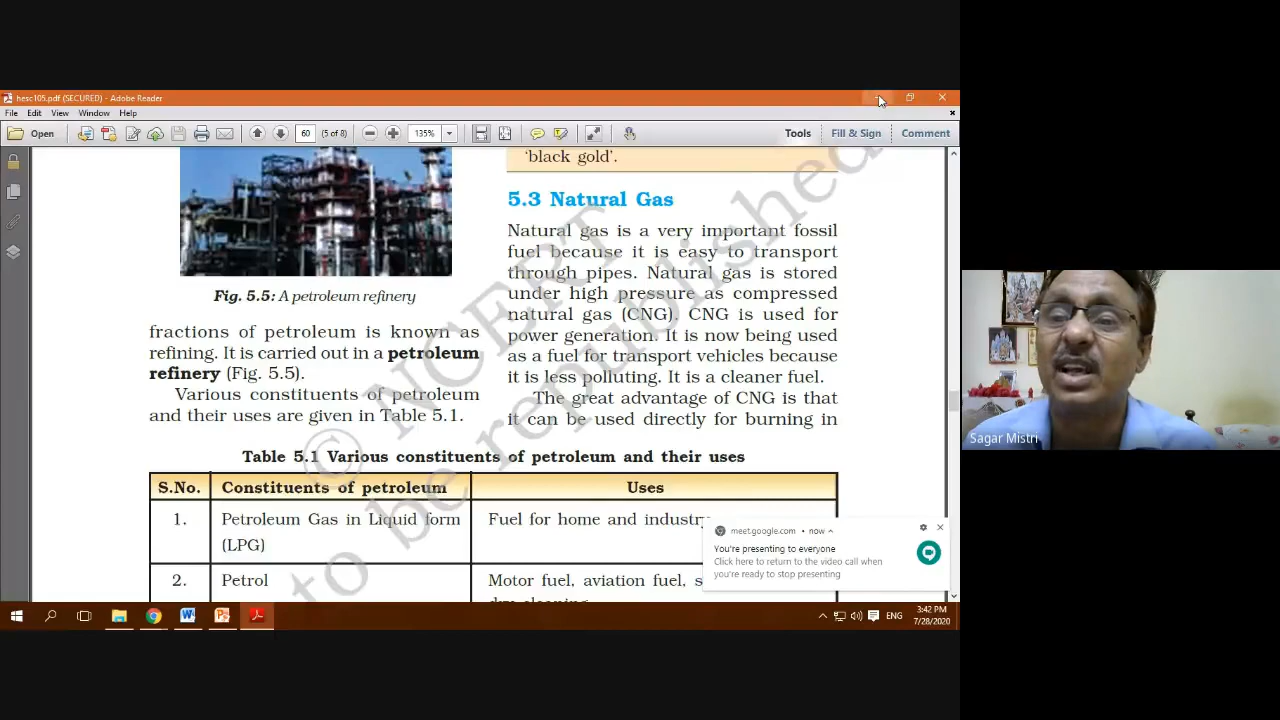 hesc105.pdf (SECURED) - Adobe Reader
File Edit View Window Help
Open 60 (5 of 8) 135% Tools Fill & Sign Comment
'black gold'.
5.3 Natural Gas
Natural gas is a very important fossil
fuel because it is easy to transport
through pipes. Natural gas is stored
under high pressure as compressed
natural gas (CNG). CNG is used for
power generation. It is now being used
as a fuel for transport vehicles because
it is less polluting. It is a cleaner fuel.
The great advantage of CNG is that
it can be used directly for burning in
Fig. 5.5: A petroleum refinery
fractions of petroleum is known as
refining. It is carried out in a petroleum
refinery (Fig. 5.5).
Various constituents of petroleum
and their uses are given in Table 5.1.
Table 5.1 Various constituents of petroleum and their uses
S.No. Constituents of petroleum Uses
1. Petroleum Gas in Liquid form Fuel for home and industry
(LPG)
2. Petrol Motor fuel, aviation fuel, s
© NCERT
to be republished
meet.google.com • now
You're presenting to everyone
Click here to return to the video call when
you're ready to stop presenting
Sagar Mistri
ENG
3:42 PM
7/28/2020